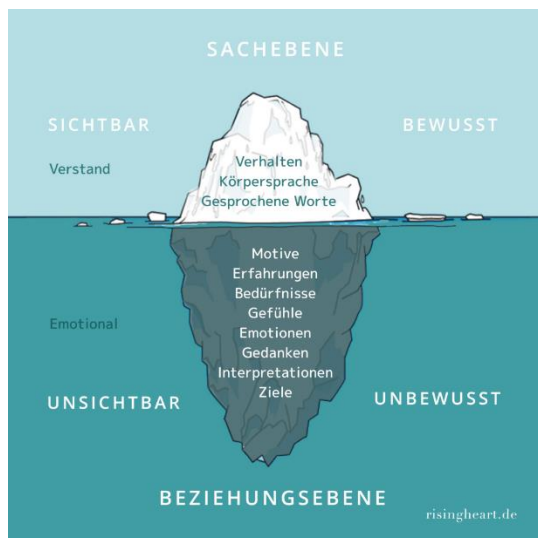 SACHEBENE
SICHTBAR
BEWUSST
Verstand
Verhalten
Körpersprache
Gesprochene Worte
Motive
Erfahrungen
Bedürfnisse
Gefühle
Emotional
Emotionen
Gedanken
Interpretationen
Ziele
UNSICHTBAR
UNBEWUSST
BEZIEHUNGSEBENE
risingheart.de